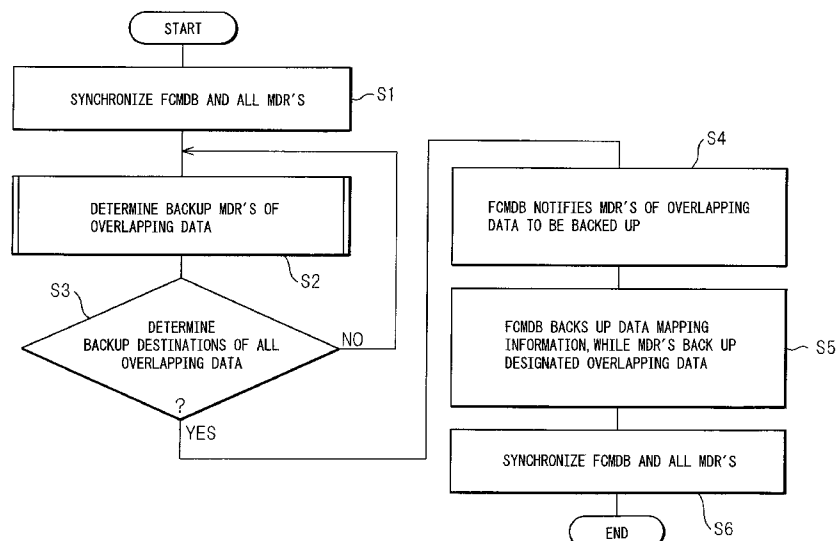 START
SYNCHRONIZE FCMDB AND ALL MDR'S
S1
DETERMINE BACKUP MDR'S OF
OVERLAPPING DATA
S2
S3
DETERMINE
BACKUP DESTINATIONS OF ALL
OVERLAPPING DATA
?
NO
YES
S4
FCMDB NOTIFIES MDR'S OF OVERLAPPING
DATA TO BE BACKED UP
FCMDB BACKS UP DATA MAPPING
INFORMATION, WHILE MDR'S BACK UP
DESIGNATED OVERLAPPING DATA
S5
SYNCHRONIZE FCMDB AND ALL MDR'S
S6
END